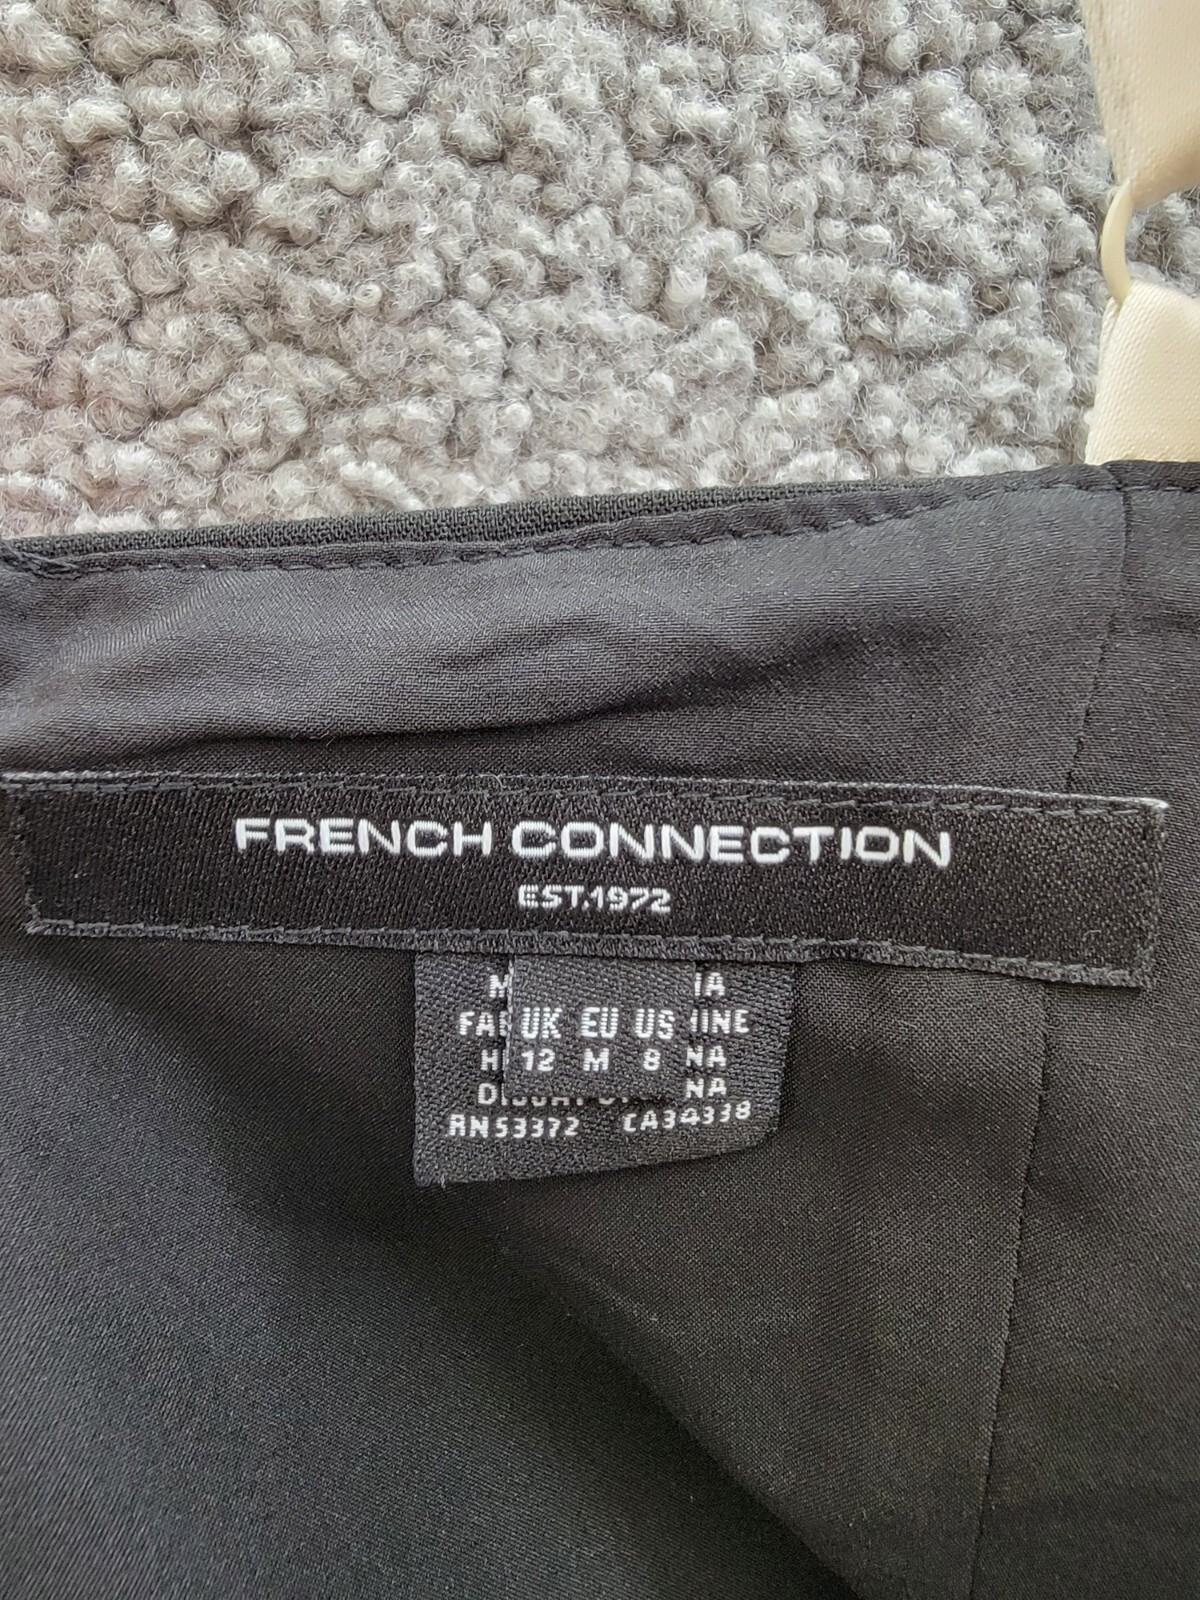 FRENCH CONNECTION
EST.1972
UK EU US
12 M 8
RN53372 CA34338